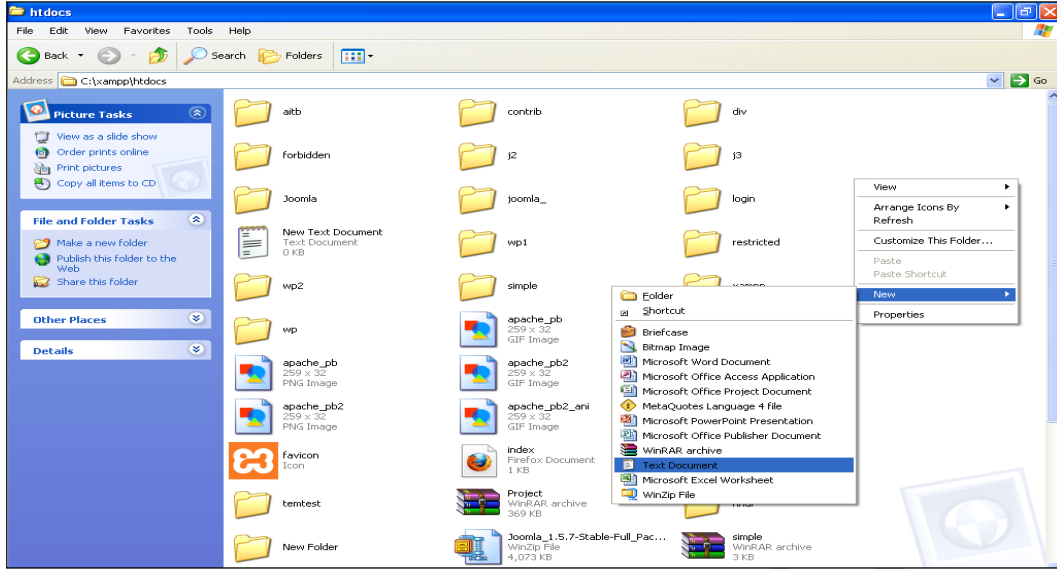 htdocs
File Edit View Favorites Tools Help
Back Search Folders
Address C:\xampp\htdocs Go
Picture Tasks
View as a slide show
Order prints online
Print pictures
Copy all items to CD
File and Folder Tasks
Make a new folder
Publish this folder to the
Web
Share this folder
Other Places
Details
aitb
contrib
div
forbidden
j2
j3
Joomla
joomla_
login
New Text Document
Text Document
0 KB
wp1
restricted
wp2
simple
wp
apache_pb
259 x 32
GIF Image
apache_pb
259 x 32
PNG Image
apache_pb2
259 x 32
GIF Image
apache_pb2
259 x 32
PNG Image
apache_pb2_ani
259 x 32
GIF Image
favicon
Icon
index
Firefox Document
1 KB
temtest
Project
WinRAR archive
369 KB
New Folder
Joomla_1.5.7-Stable-Full_Pac...
WinZip File
4,073 KB
simple
WinRAR archive
3 KB
View
Arrange Icons By
Refresh
Customize This Folder...
Paste
Paste Shortcut
New
Properties
Folder
Shortcut
Briefcase
Bitmap Image
Microsoft Word Document
Microsoft Office Access Application
Microsoft Office Project Document
MetaQuotes Language 4 file
Microsoft PowerPoint Presentation
Microsoft Office Publisher Document
WinRAR archive
Text Document
Microsoft Excel Worksheet
WinZip File